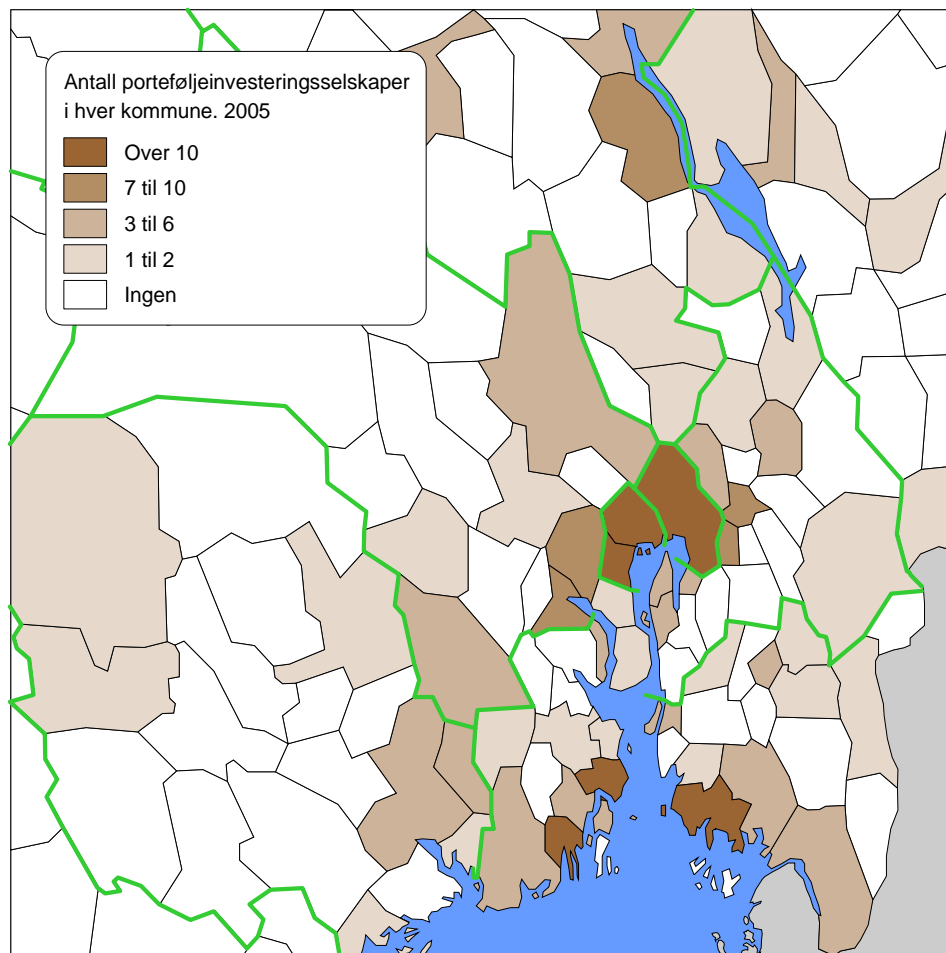 Antall porteføljeinvesteringsselskaper
i hver kommune. 2005
Over 10
7 til 10
3 til 6
1 til 2
Ingen